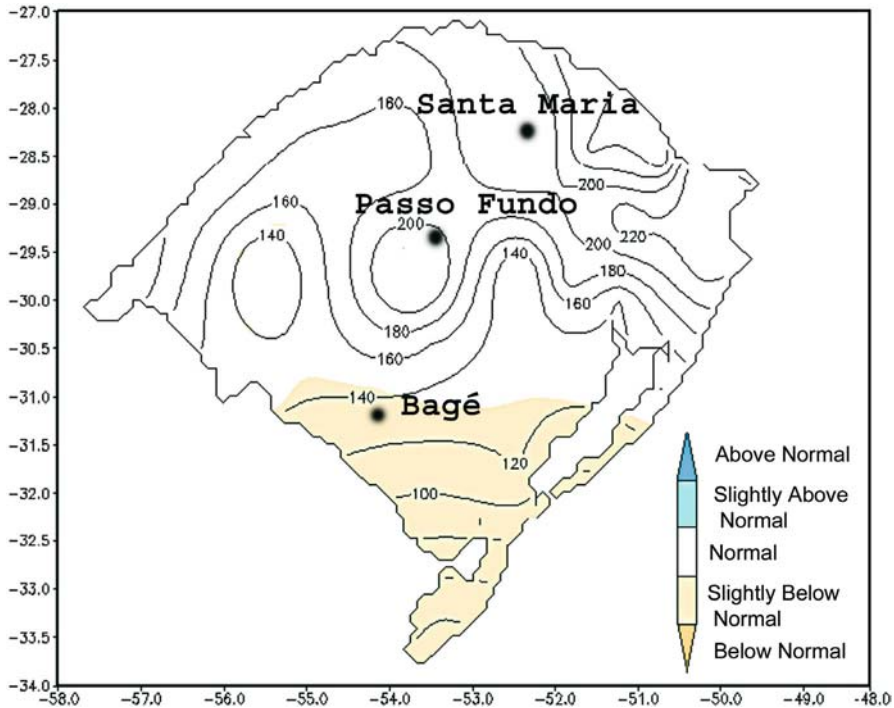 -27.0
-27.5
180
Santa Maria
-28.0
-28.5
200
-29.0
160
Passo Fundo
200
-29.5
140
220
200
140
180
-30.0
160
180
-30.5
160
-31.0
140
Bagé
-31.5
120
Above Normal
-32.0
100
Slightly Above
Normal
-32.5
Normal
-33.0
Slightly Below
Normal
-33.5
Below Normal
-34.0
-58.0 -57.0 -56.0 -55.0 -54.0 -53.0 -52.0 -51.0 -50.0 -49.0 -48.0